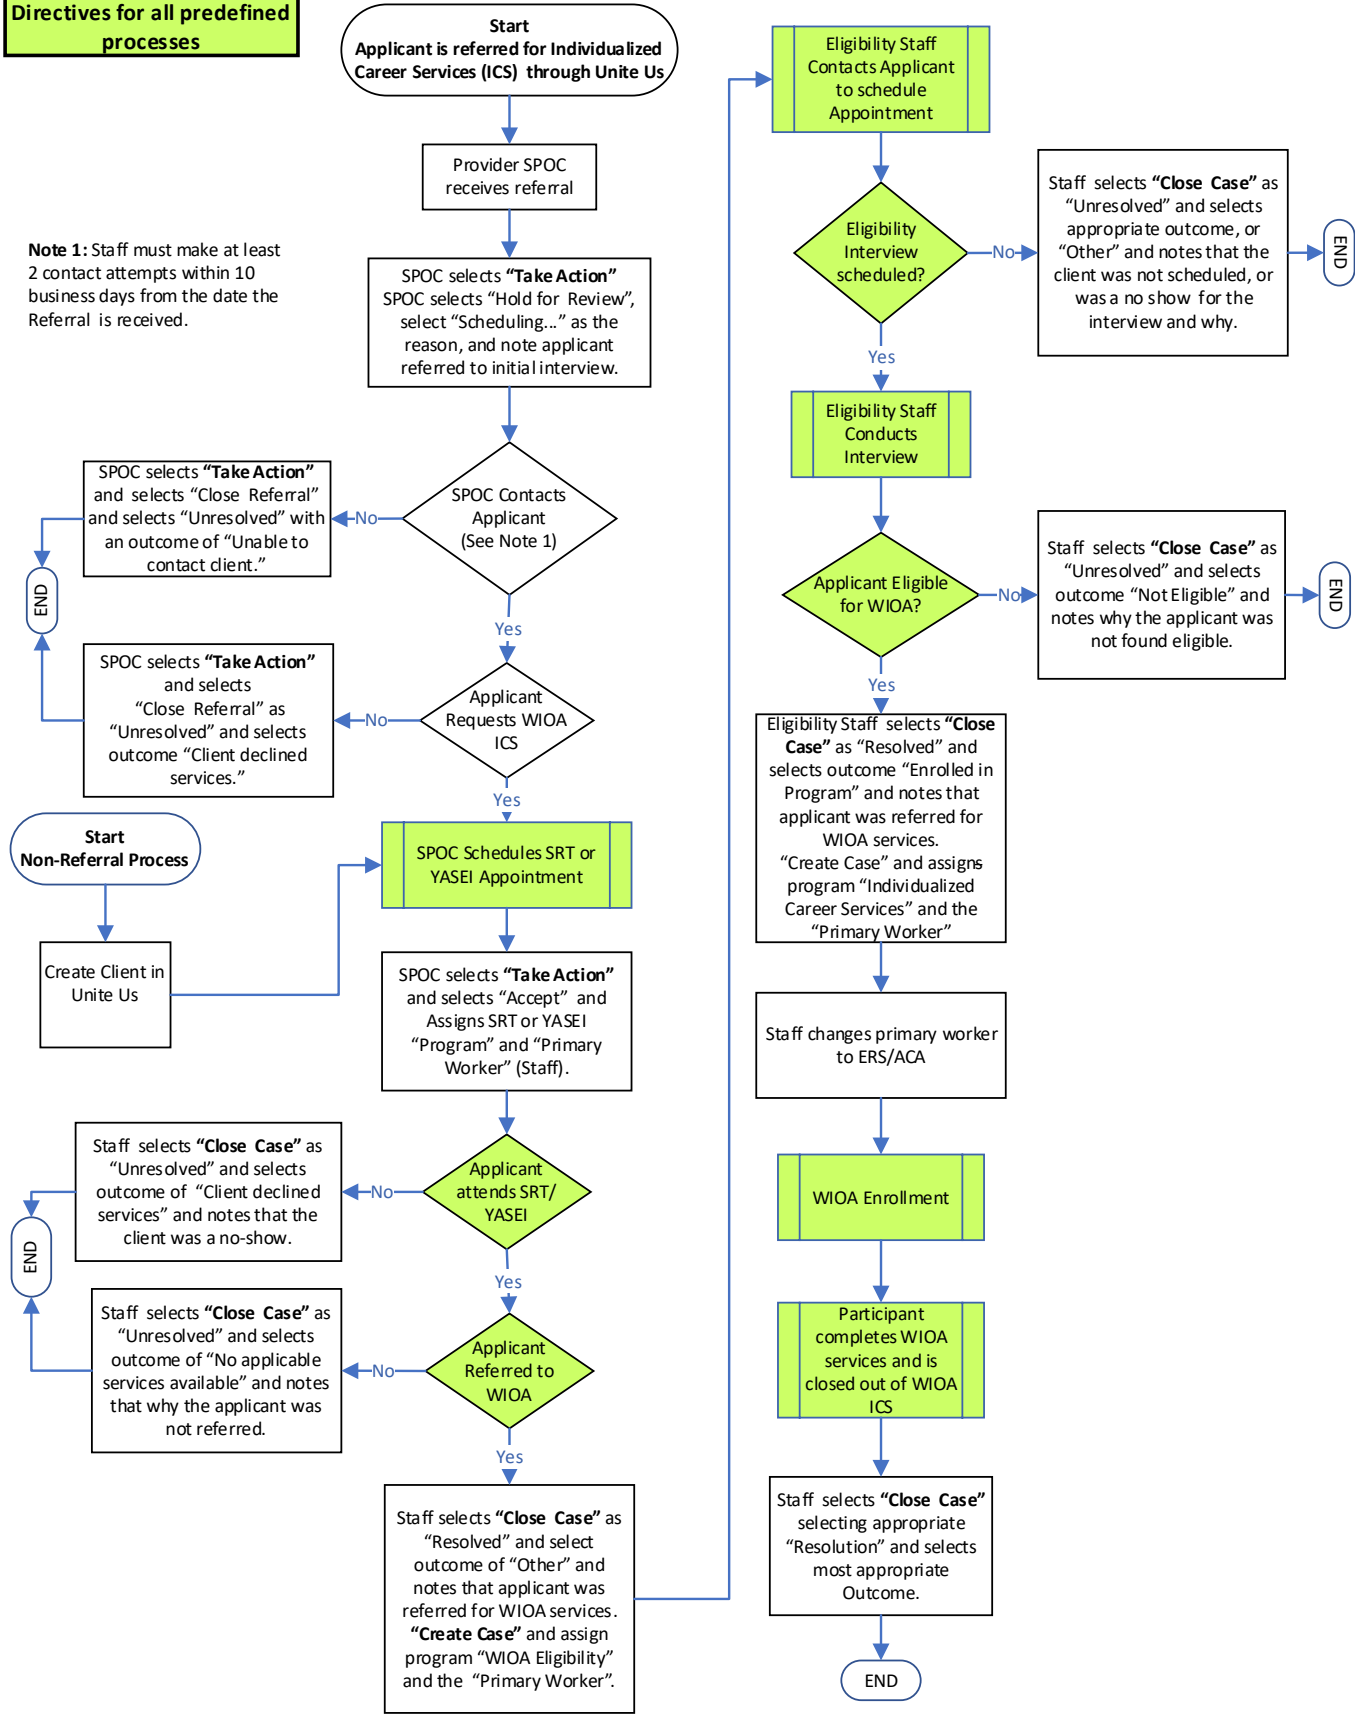 Directives for all predefined
processes
Start
Applicant is referred for Individualized
Career Services (ICS) through Unite Us
Provider SPOC
receives referral
Note 1: Staff must make at least
2 contact attempts within 10
business days from the date the
Referral is received.
SPOC selects “Take Action”
SPOC selects “Hold for Review”,
select “Scheduling...” as the
reason, and note applicant
referred to initial interview.
SPOC Contacts
Applicant
(See Note 1)
No
SPOC selects “Take Action”
and selects “Close Referral”
and selects “Unresolved” with
an outcome of “Unable to
contact client.”
END
Yes
Applicant
Requests WIOA
ICS
No
SPOC selects “Take Action”
and selects
“Close Referral” as
“Unresolved” and selects
outcome “Client declined
services.”
Yes
Start
Non-Referral Process
Create Client in
Unite Us
SPOC Schedules SRT or
YASEI Appointment
SPOC selects “Take Action”
and selects “Accept” and
Assigns SRT or YASEI
“Program” and “Primary
Worker” (Staff).
Applicant
attends SRT/
YASEI
No
Staff selects “Close Case” as
“Unresolved” and selects
outcome of “Client declined
services” and notes that the
client was a no-show.
END
Yes
Applicant
Referred to
WIOA
No
Staff selects “Close Case” as
“Unresolved” and selects
outcome of “No applicable
services available” and notes
that why the applicant was
not referred.
Yes
Staff selects “Close Case” as
“Resolved” and select
outcome of “Other” and
notes that applicant was
referred for WIOA services.
“Create Case” and assign
program “WIOA Eligibility”
and the “Primary Worker”.
Eligibility Staff
Contacts Applicant
to schedule
Appointment
Eligibility
Interview
scheduled?
No
Staff selects “Close Case” as
“Unresolved” and selects
appropriate outcome, or
“Other” and notes that the
client was not scheduled, or
was a no show for the
interview and why.
END
Yes
Eligibility Staff
Conducts
Interview
Applicant Eligible
for WIOA?
No
Staff selects “Close Case” as
“Unresolved” and selects
outcome “Not Eligible” and
notes why the applicant was
not found eligible.
END
Yes
Eligibility Staff selects “Close
Case” as “Resolved” and
selects outcome “Enrolled in
Program” and notes that
applicant was referred for
WIOA services.
“Create Case” and assigns
program “Individualized
Career Services” and the
“Primary Worker”
Staff changes primary worker
to ERS/ACA
WIOA Enrollment
Participant
completes WIOA
services and is
closed out of WIOA
ICS
Staff selects “Close Case”
selecting appropriate
“Resolution” and selects
most appropriate
Outcome.
END